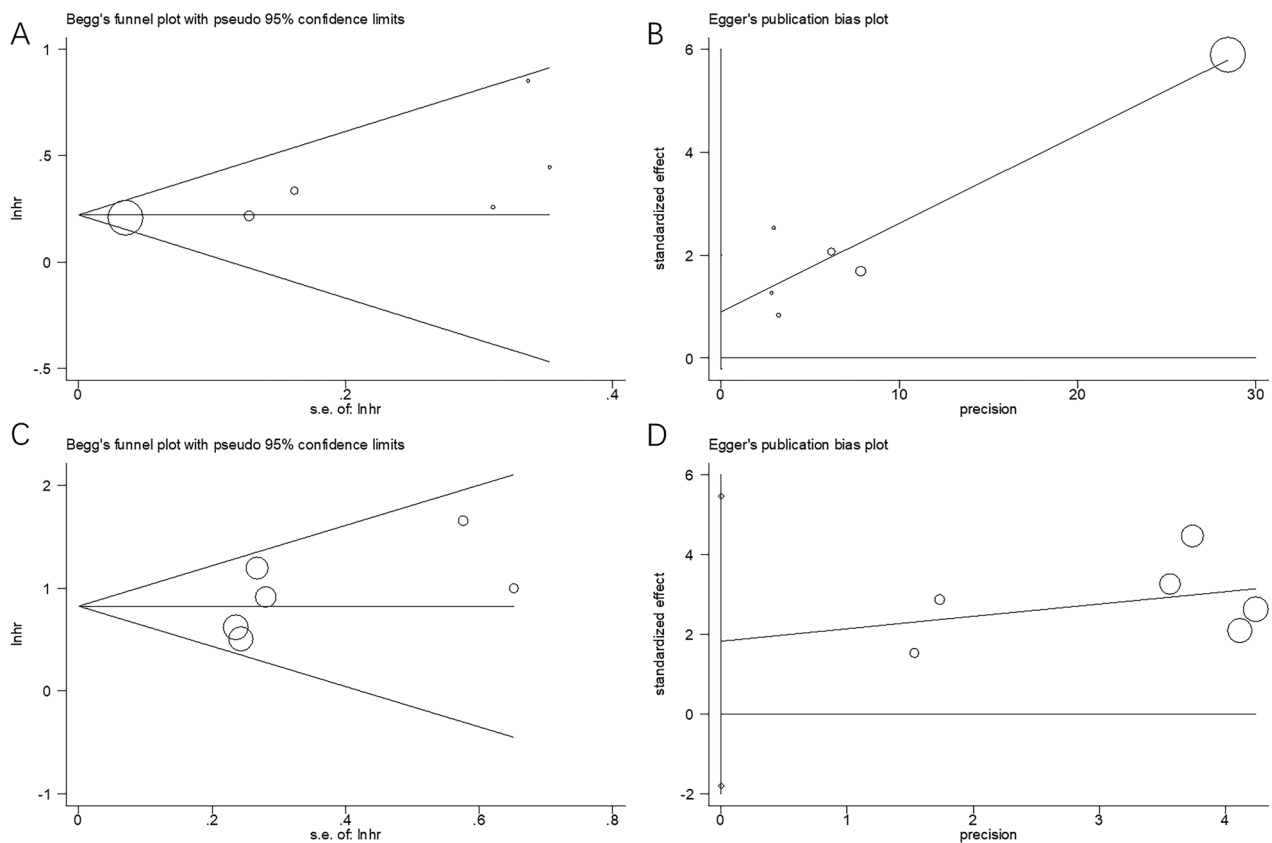 A
Begg's funnel plot with pseudo 95% confidence limits
1
.5
0
-.5
lnhr
0
.2
.4
s.e. of: lnhr
B
Egger's publication bias plot
6
4
2
0
standardized effect
0
10
20
30
precision
C
Begg's funnel plot with pseudo 95% confidence limits
2
1
0
-1
lnhr
0
.2
.4
.6
.8
s.e. of: lnhr
D
Egger's publication bias plot
6
4
2
0
-2
standardized effect
0
1
2
3
4
precision